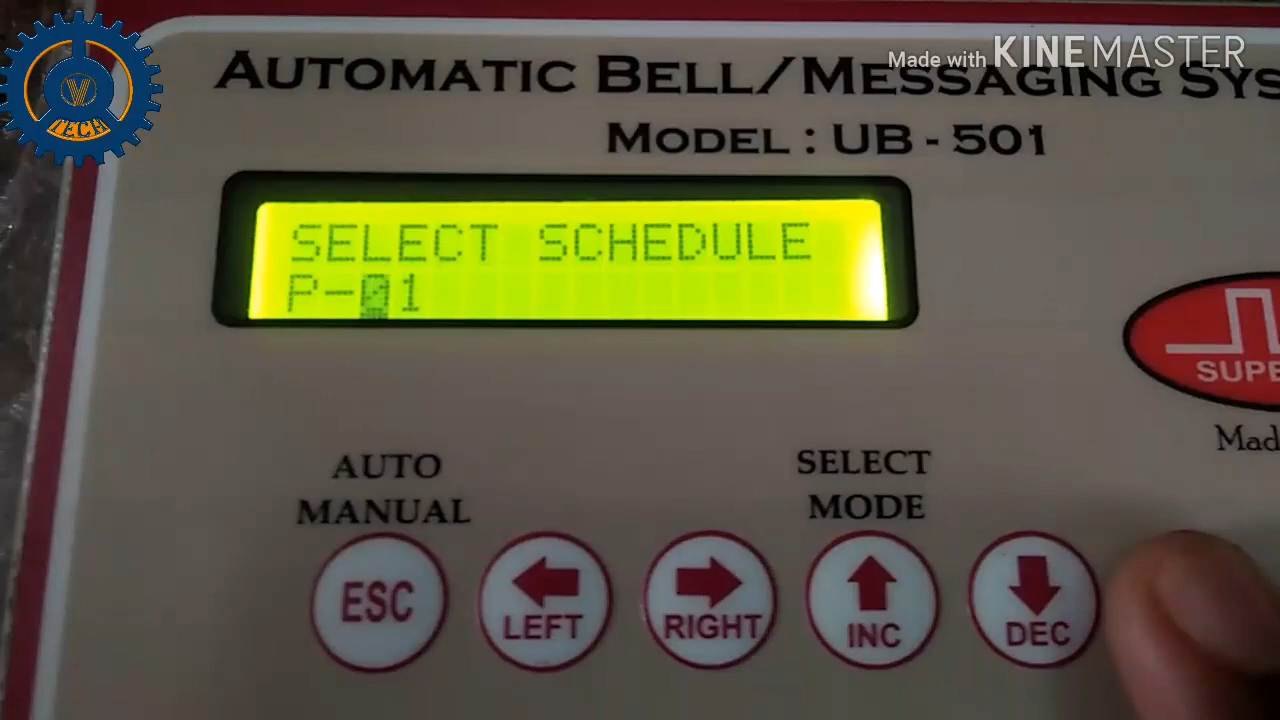 Made with KINEMASTER
AUTOMATIC BELL/MESSAGING SYS
MODEL : UB - 501
V
TECH
SELECT SCHEDULE
P-01
SUPE
Mad
AUTO
MANUAL
SELECT
MODE
ESC
LEFT
RIGHT
INC
DEC